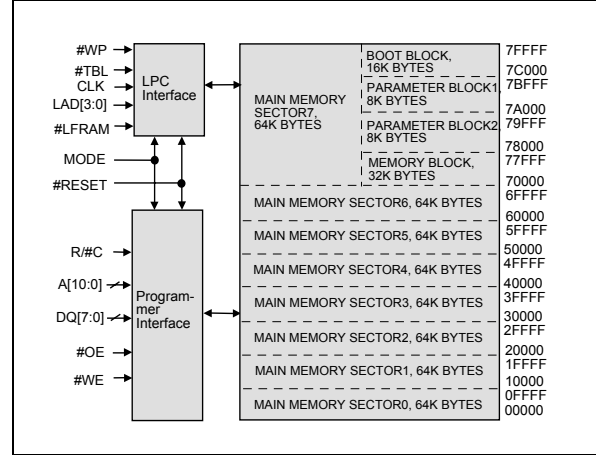 #WP
#TBL
CLK
LAD[3:0]
#LFRAM
MODE
#RESET
R/#C
A[10:0]
DQ[7:0]
#OE
#WE
LPC
Interface
Program-
mer
Interface
MAIN MEMORY
SECTOR7,
64K BYTES
BOOT BLOCK,
16K BYTES
PARAMETER BLOCK1,
8K BYTES
PARAMETER BLOCK2,
8K BYTES
MEMORY BLOCK,
32K BYTES
MAIN MEMORY SECTOR6, 64K BYTES
MAIN MEMORY SECTOR5, 64K BYTES
MAIN MEMORY SECTOR4, 64K BYTES
MAIN MEMORY SECTOR3, 64K BYTES
MAIN MEMORY SECTOR2, 64K BYTES
MAIN MEMORY SECTOR1, 64K BYTES
MAIN MEMORY SECTOR0, 64K BYTES
7FFFF
7C000
7BFFF
7A000
79FFF
78000
77FFF
70000
6FFFF
60000
5FFFF
50000
4FFFF
40000
3FFFF
30000
2FFFF
20000
1FFFF
10000
0FFFF
00000